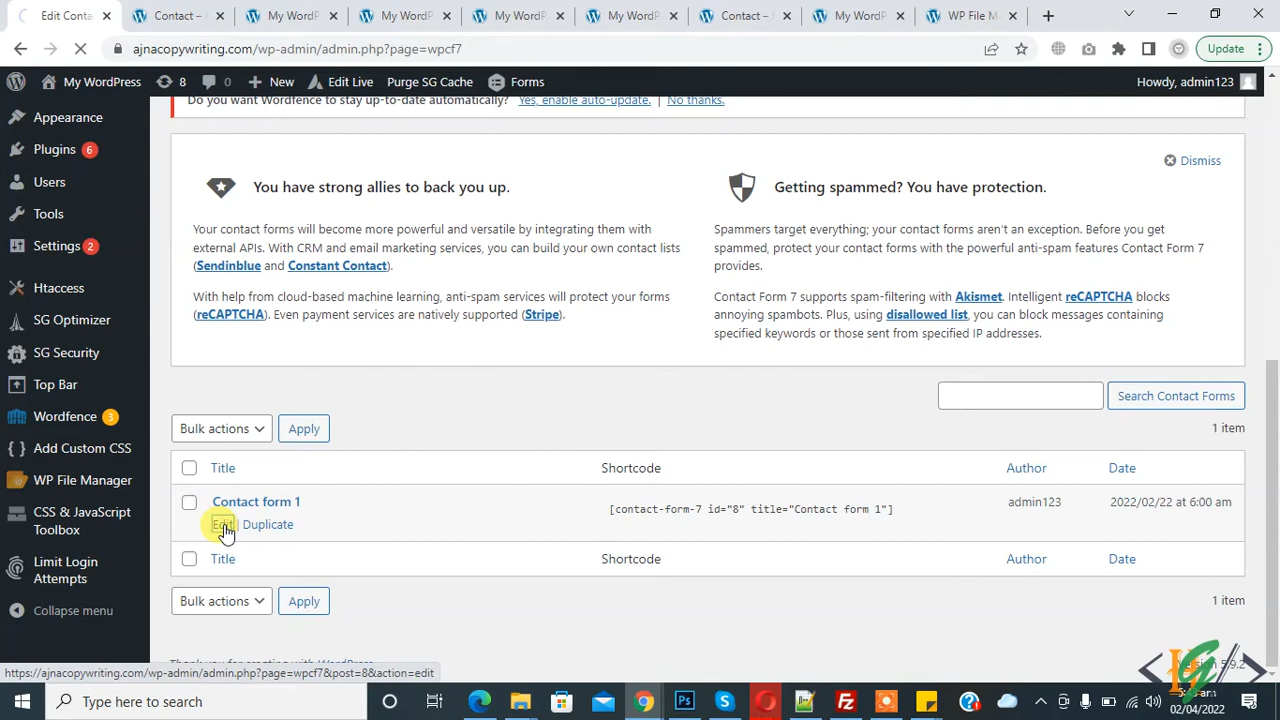 Edit Conta
Contact –
My WordP
My WordP
My WordP
My WordP
Contact –
My WordP
WP File M
ajnacopywriting.com/wp-admin/admin.php?page=wpcf7
Update
My WordPress
8
0
New
Edit Live
Purge SG Cache
Forms
Howdy, admin123
Appearance
Plugins 6
Users
Tools
Settings 2
Htaccess
SG Optimizer
SG Security
Top Bar
Wordfence 3
Add Custom CSS
WP File Manager
CSS & JavaScript
Toolbox
Limit Login
Attempts
Collapse menu
Do you want Wordfence to stay up-to-date automatically? Yes, enable auto-update. | No thanks.
Dismiss
You have strong allies to back you up.
Your contact forms will become more powerful and versatile by integrating them with
external APIs. With CRM and email marketing services, you can build your own contact lists
(Sendinblue and Constant Contact).
With help from cloud-based machine learning, anti-spam services will protect your forms
(reCAPTCHA). Even payment services are natively supported (Stripe).
Getting spammed? You have protection.
Spammers target everything; your contact forms aren't an exception. Before you get
spammed, protect your contact forms with the powerful anti-spam features Contact Form 7
provides.
Contact Form 7 supports spam-filtering with Akismet. Intelligent reCAPTCHA blocks
annoying spambots. Plus, using disallowed list, you can block messages containing
specified keywords or those sent from specified IP addresses.
Search Contact Forms
Bulk actions
Apply
1 item
Title
Shortcode
Author
Date
Contact form 1
[contact-form-7 id="8" title="Contact form 1"]
admin123
2022/02/22 at 6:00 am
Edit | Duplicate
Title
Shortcode
Author
Date
Bulk actions
Apply
1 item
Thank you for creating with WordPress.
5.9.2
https://ajnacopywriting.com/wp-admin/admin.php?page=wpcf7&post=8&action=edit
Type here to search
02/04/2022